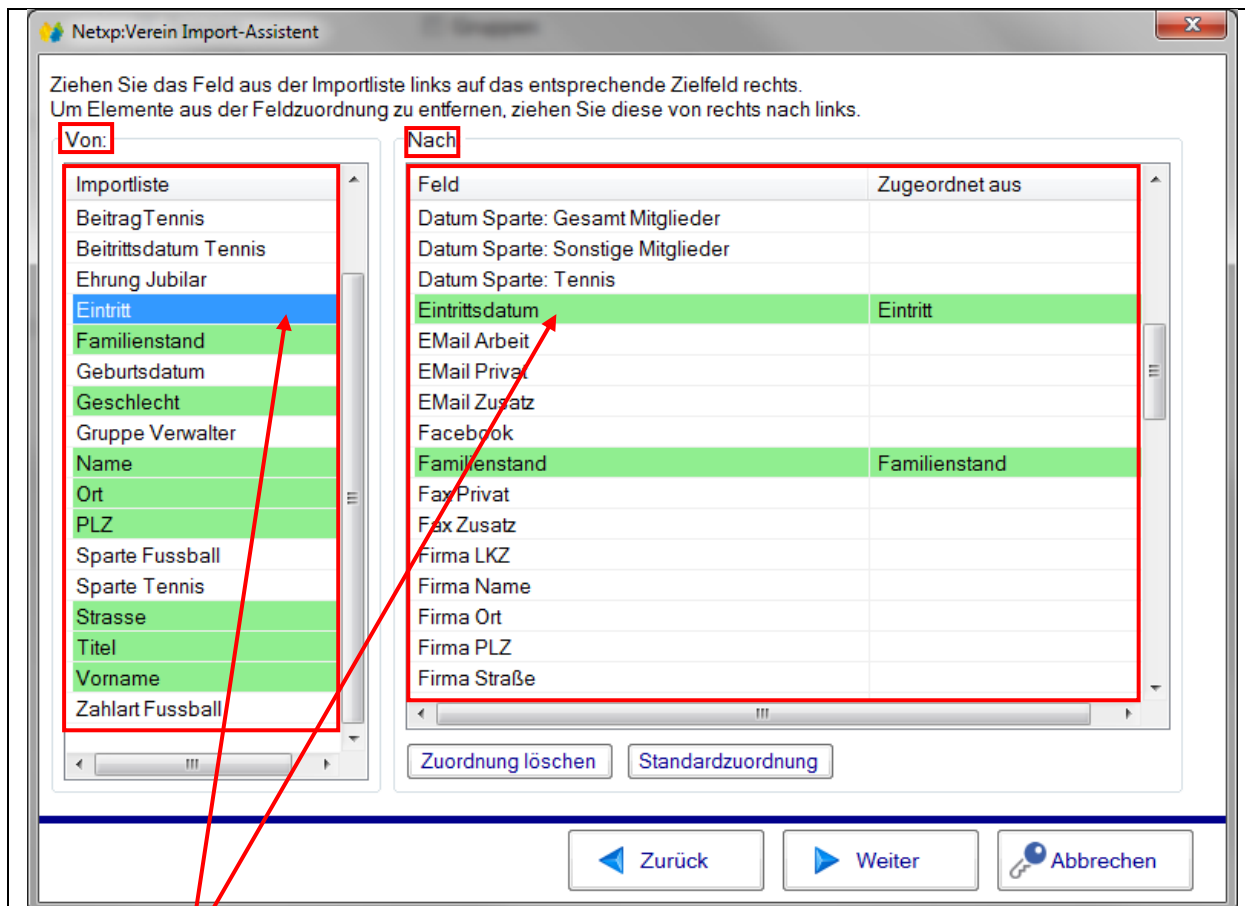 Netxp:Verein Import-Assistent
Gruppen
Ziehen Sie das Feld aus der Importliste links auf das entsprechende Zielfeld rechts.
Um Elemente aus der Feldzuordnung zu entfernen, ziehen Sie diese von rechts nach links.
Von:
Importliste
BeitragTennis
Beitrittsdatum Tennis
Ehrung Jubilar
Eintritt
Familienstand
Geburtsdatum
Geschlecht
Gruppe Verwalter
Name
Ort
PLZ
Sparte Fussball
Sparte Tennis
Strasse
Titel
Vorname
Zahlart Fussball
Nach
Feld Zugeordnet aus
Datum Sparte: Gesamt Mitglieder
Datum Sparte: Sonstige Mitglieder
Datum Sparte: Tennis
Eintrittsdatum Eintritt
EMail Arbeit
EMail Privat
EMail Zusatz
Facebook
Familienstand Familienstand
Fax Privat
Fax Zusatz
Firma LKZ
Firma Name
Firma Ort
Firma PLZ
Firma Straße
Zuordnung löschen Standardzuordnung
Zurück Weiter Abbrechen